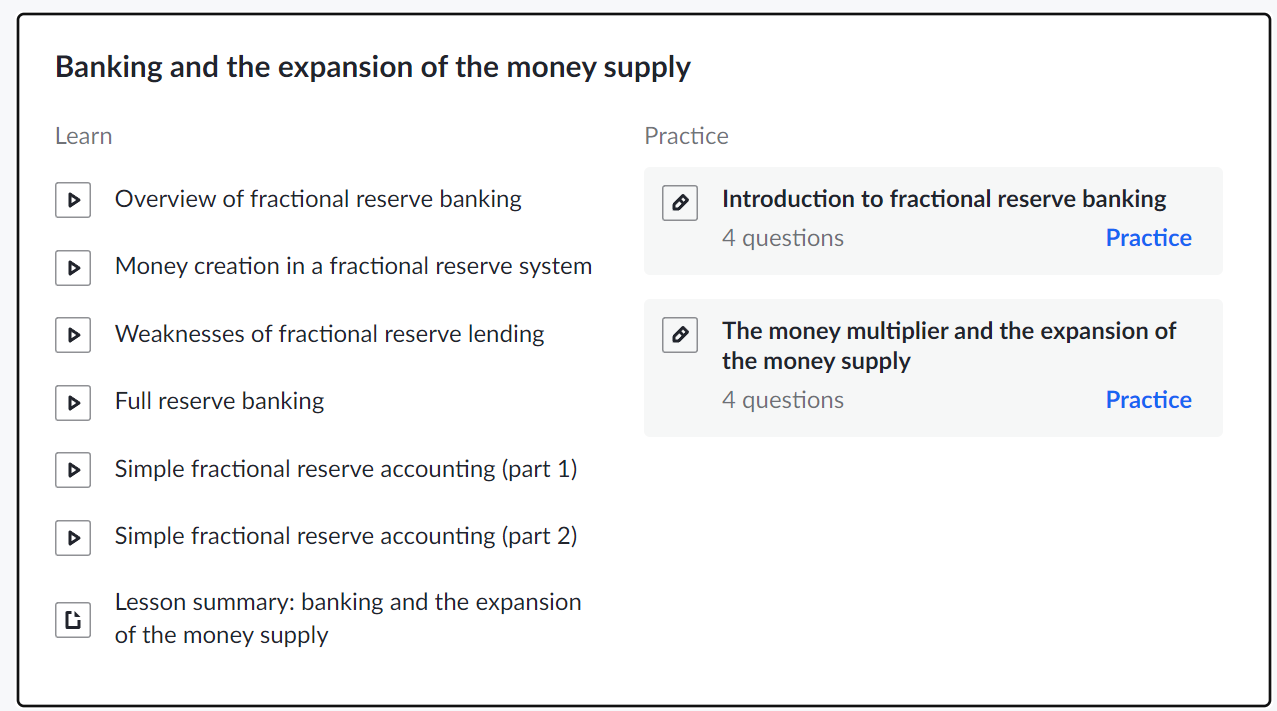 Banking and the expansion of the money supply
Learn
Overview of fractional reserve banking
Money creation in a fractional reserve system
Weaknesses of fractional reserve lending
Full reserve banking
Simple fractional reserve accounting (part 1)
Simple fractional reserve accounting (part 2)
Lesson summary: banking and the expansion
of the money supply
Practice
Introduction to fractional reserve banking
4 questions
Practice
The money multiplier and the expansion of
the money supply
4 questions
Practice